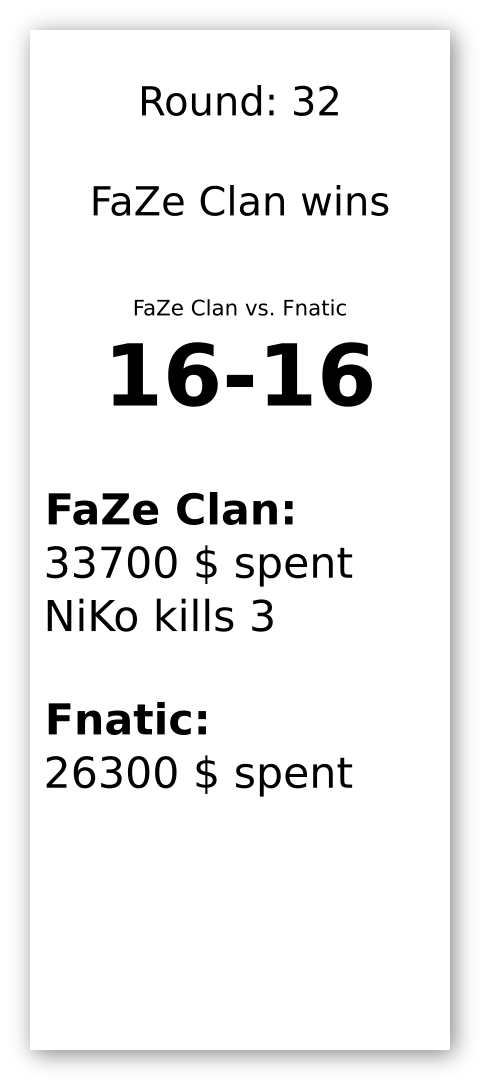 Round: 32
FaZe Clan wins
FaZe Clan vs. Fnatic
16-16
FaZe Clan:
33700 $ spent
NiKo kills 3
Fnatic:
26300 $ spent